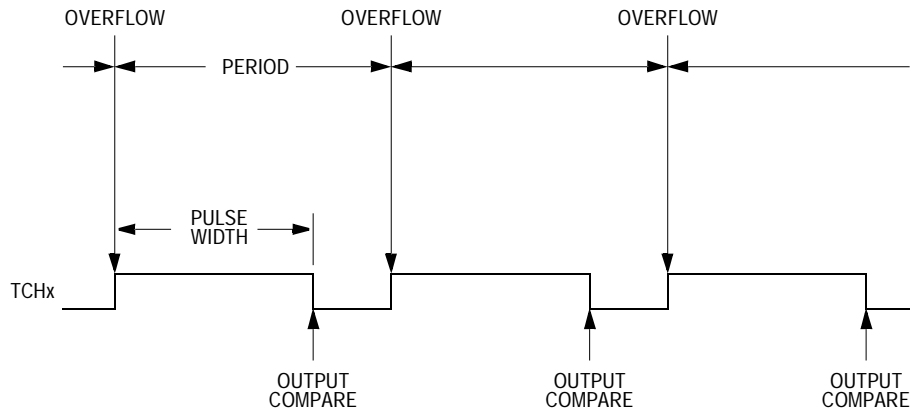 OVERFLOW OVERFLOW OVERFLOW
PERIOD
PULSE
WIDTH
TCHx
OUTPUT
COMPARE
OUTPUT
COMPARE
OUTPUT
COMPARE